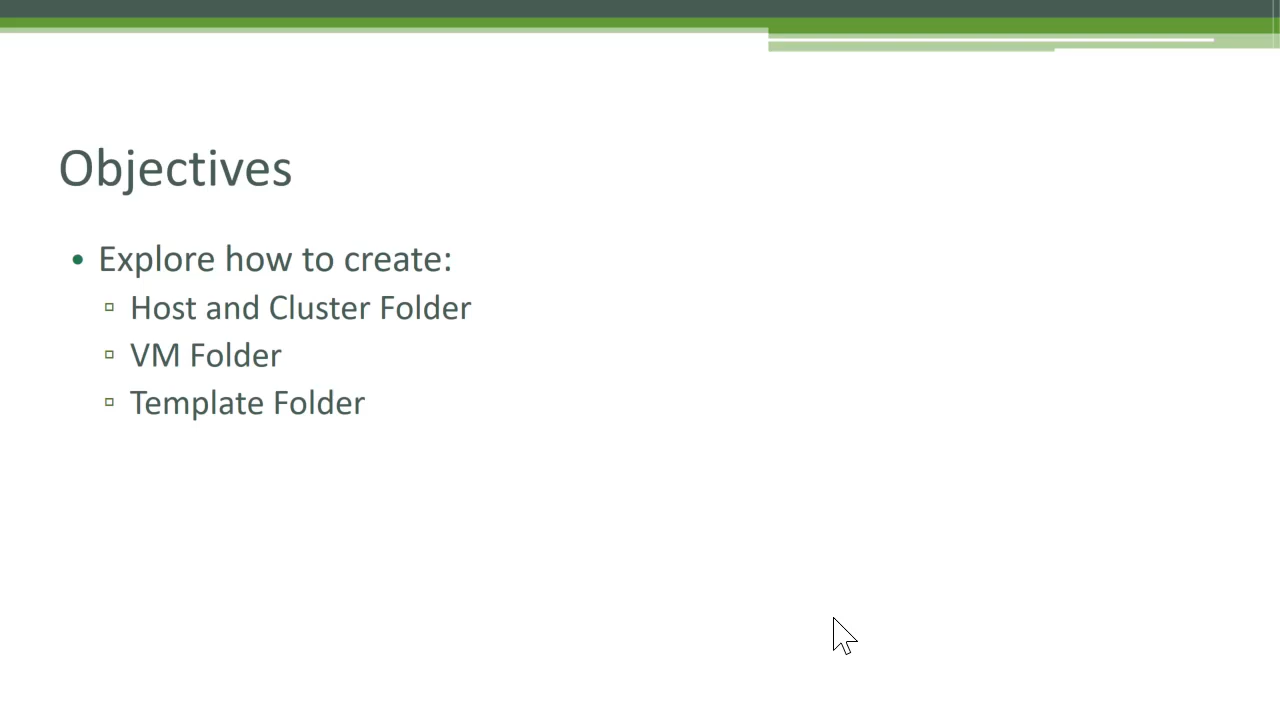 Objectives
• Explore how to create:
▫ Host and Cluster Folder
▫ VM Folder
▫ Template Folder